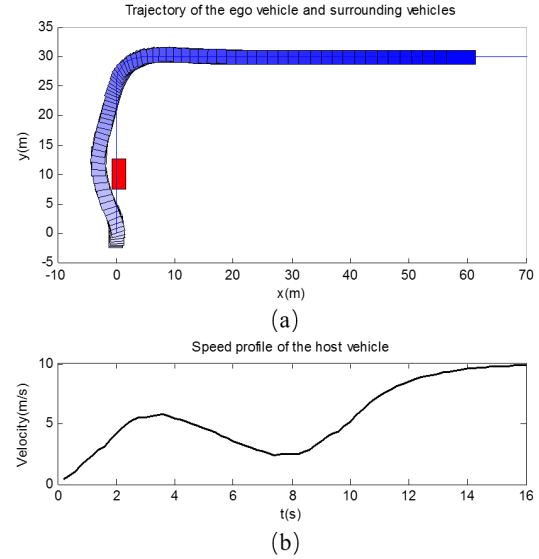 Trajectory of the ego vehicle and surrounding vehicles
35
30
25
20
15
10
5
0
-5
y(m)
-10 0 10 20 30 40 50 60 70
x(m)
(a)
Speed profile of the host vehicle
10
5
0
Velocity(m/s)
0 2 4 6 8 10 12 14 16
t(s)
(b)